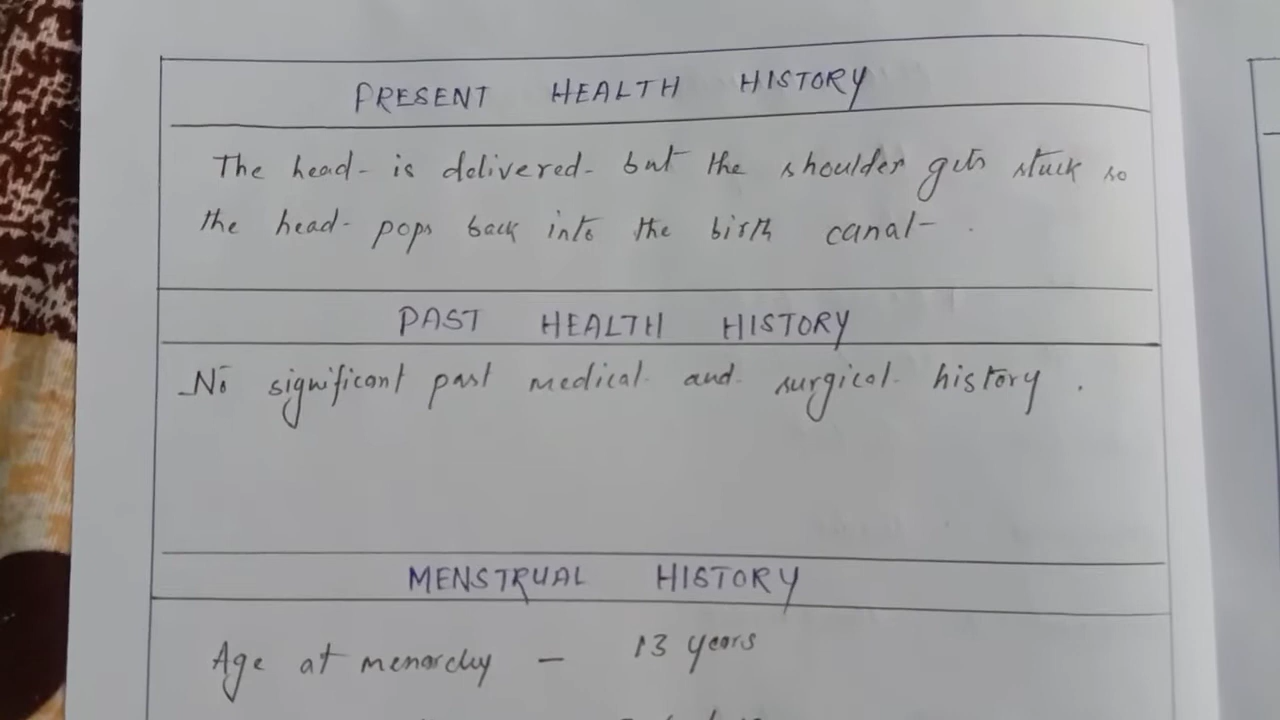 PRESENT HEALTH HISTORY
The head is delivered but the shoulder gets stuck so
the head pops back into the birth canal.
PAST HEALTH HISTORY
No significant past medical and surgical history.
MENSTRUAL HISTORY
Age at menarchy – 13 years